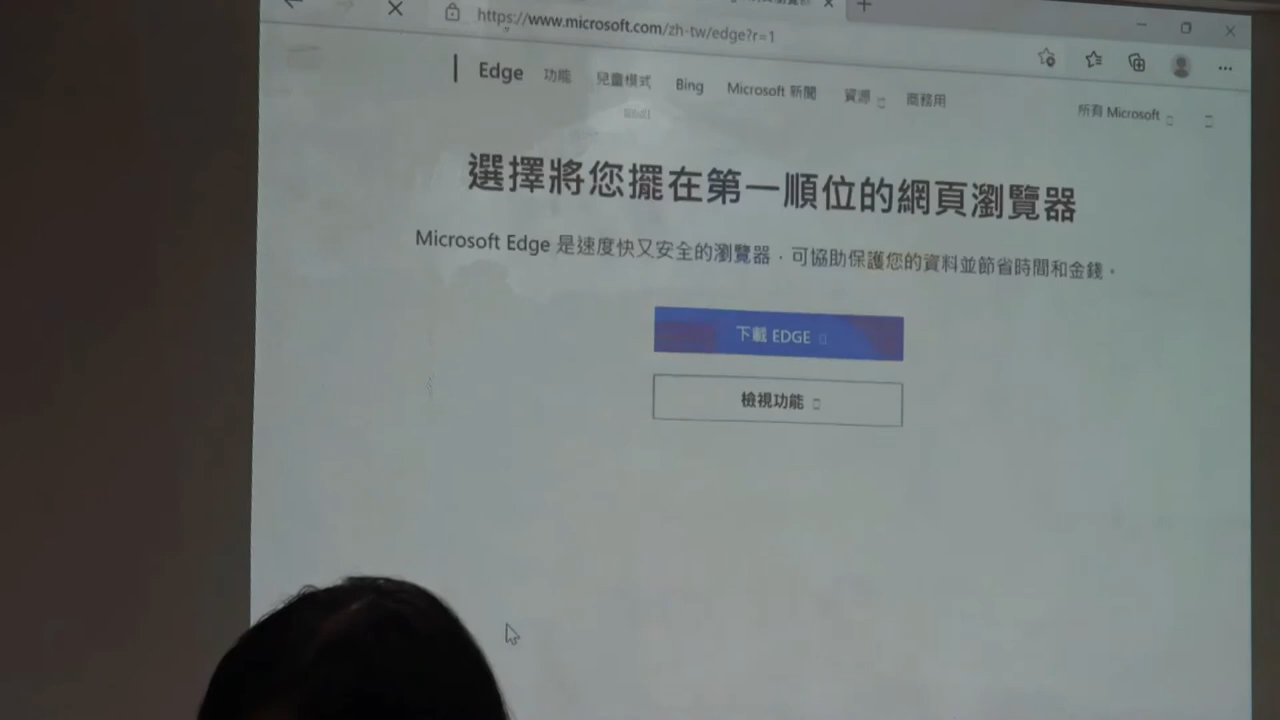 https://www.microsoft.com/zh-tw/edge?r=1
Edge 功能 兒童模式 Bing Microsoft 新聞 資源 商務用 所有 Microsoft
選擇將您擺在第一順位的網頁瀏覽器
Microsoft Edge 是速度快又安全的瀏覽器，可協助保護您的資料並節省時間和金錢。
下載 EDGE
檢視功能